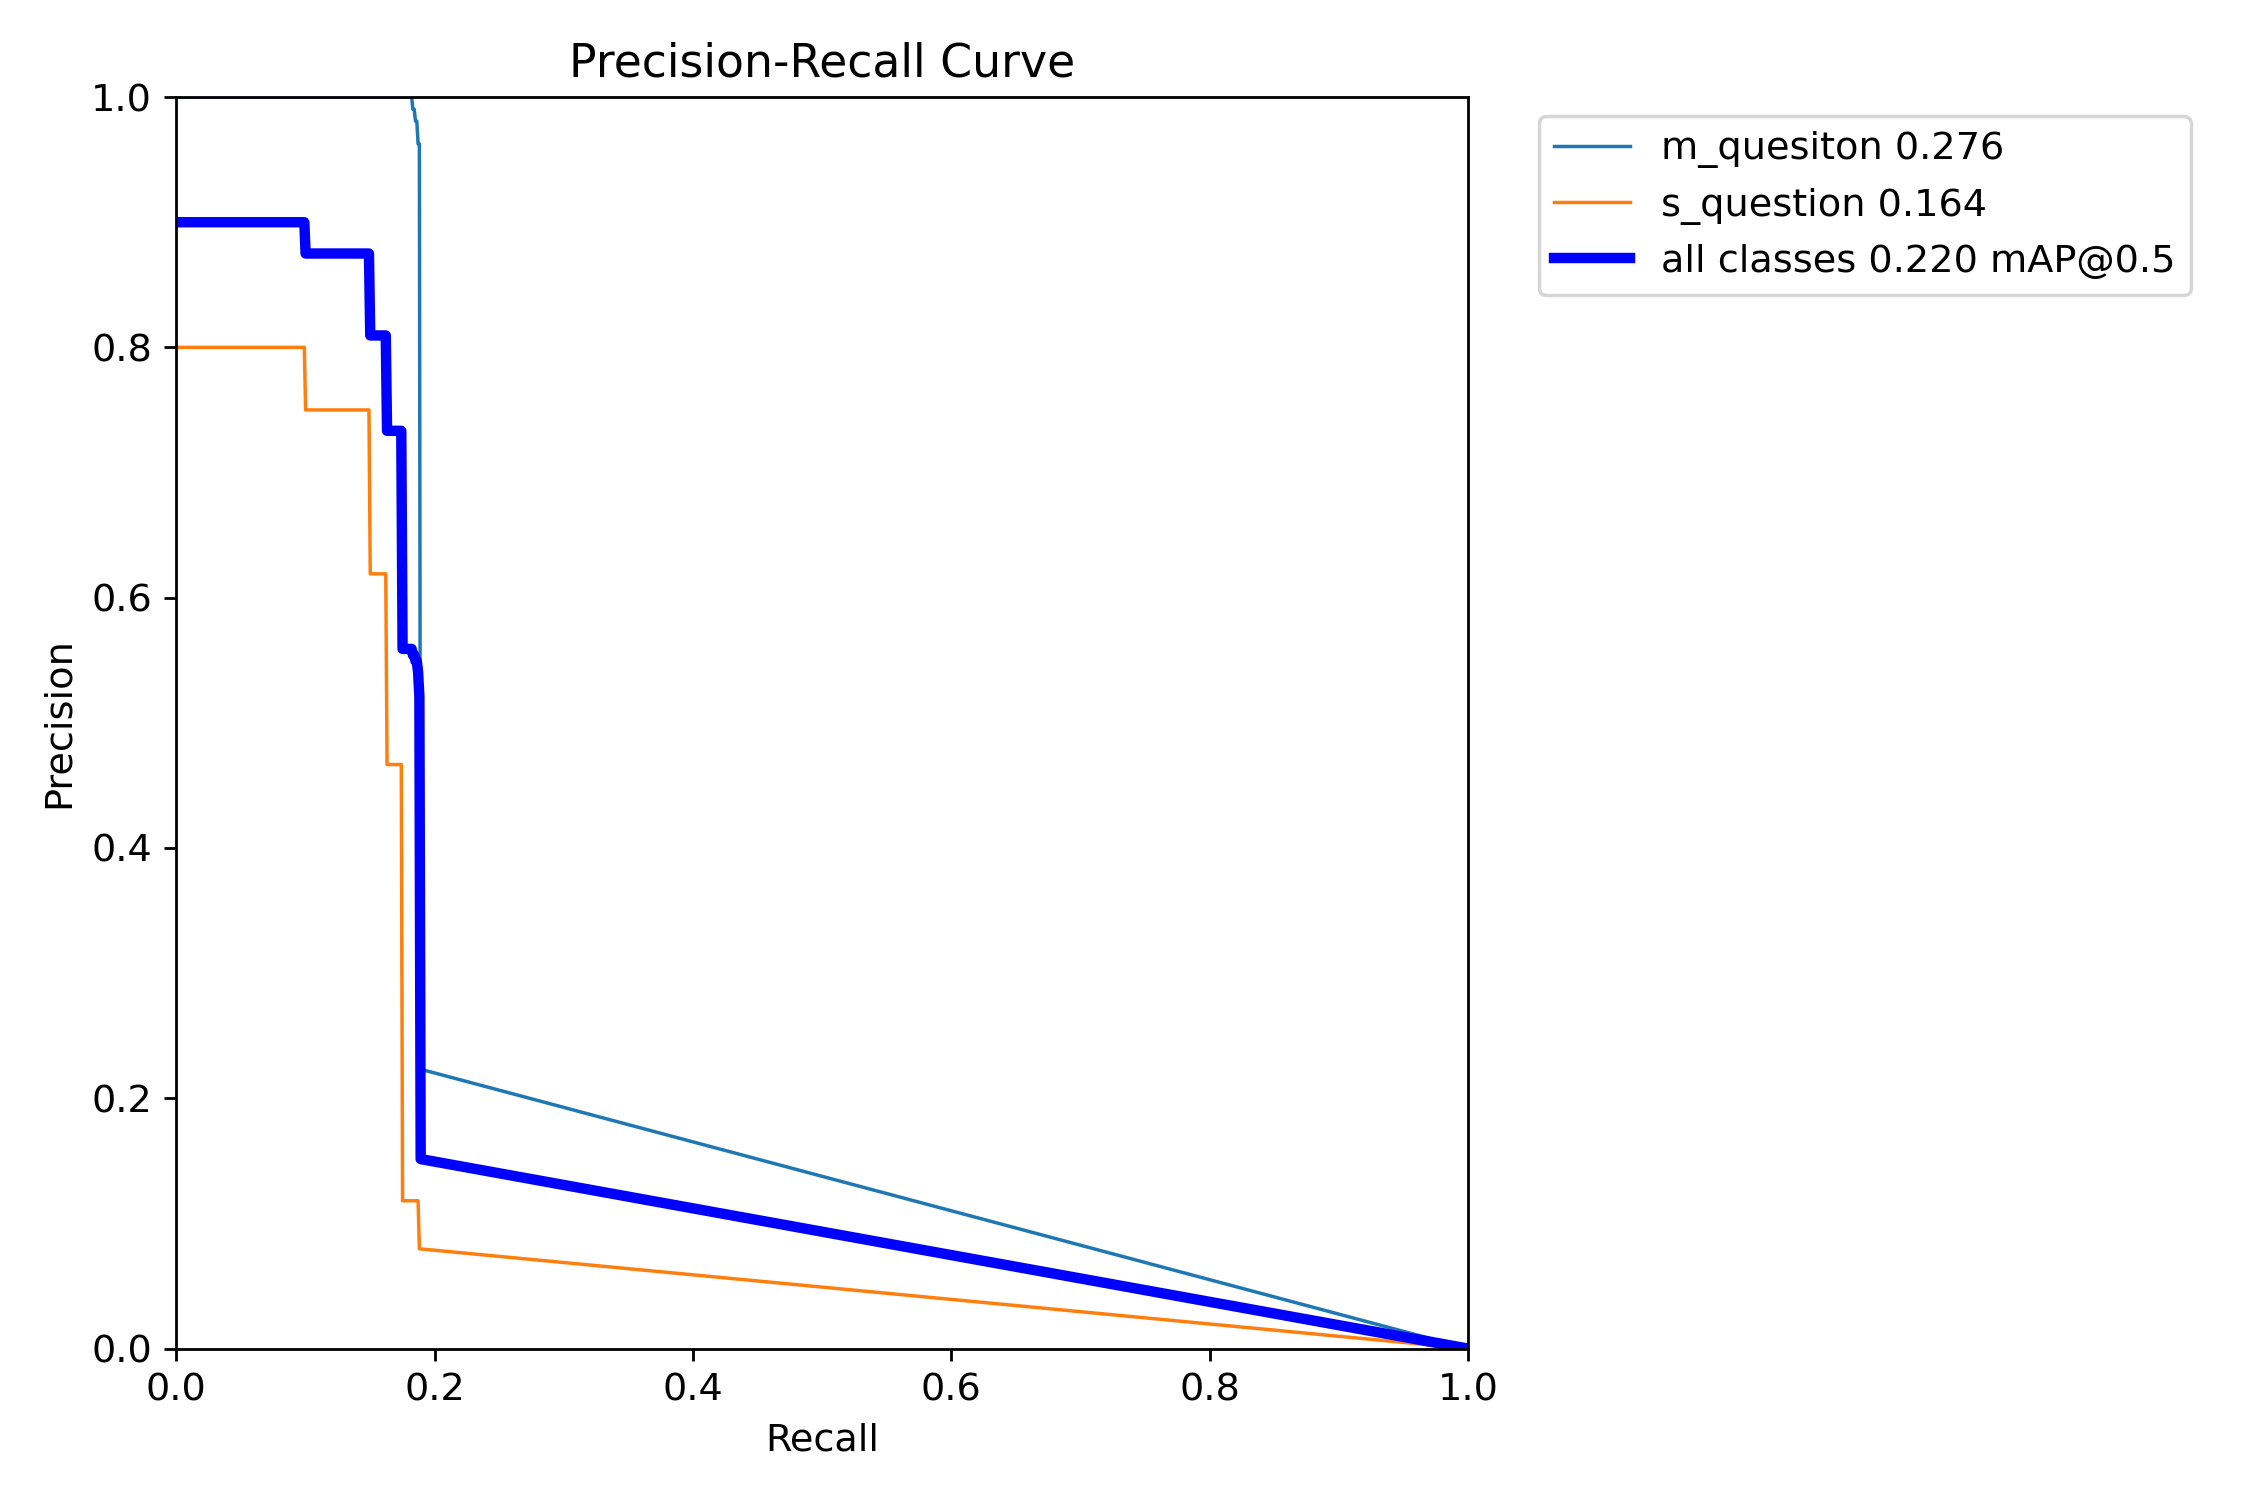 Precision-Recall Curve
1.0
0.8
0.6
0.4
0.2
0.0
Precision
0.0 0.2 0.4 0.6 0.8 1.0
Recall
m_quesiton 0.276
s_question 0.164
all classes 0.220 mAP@0.5